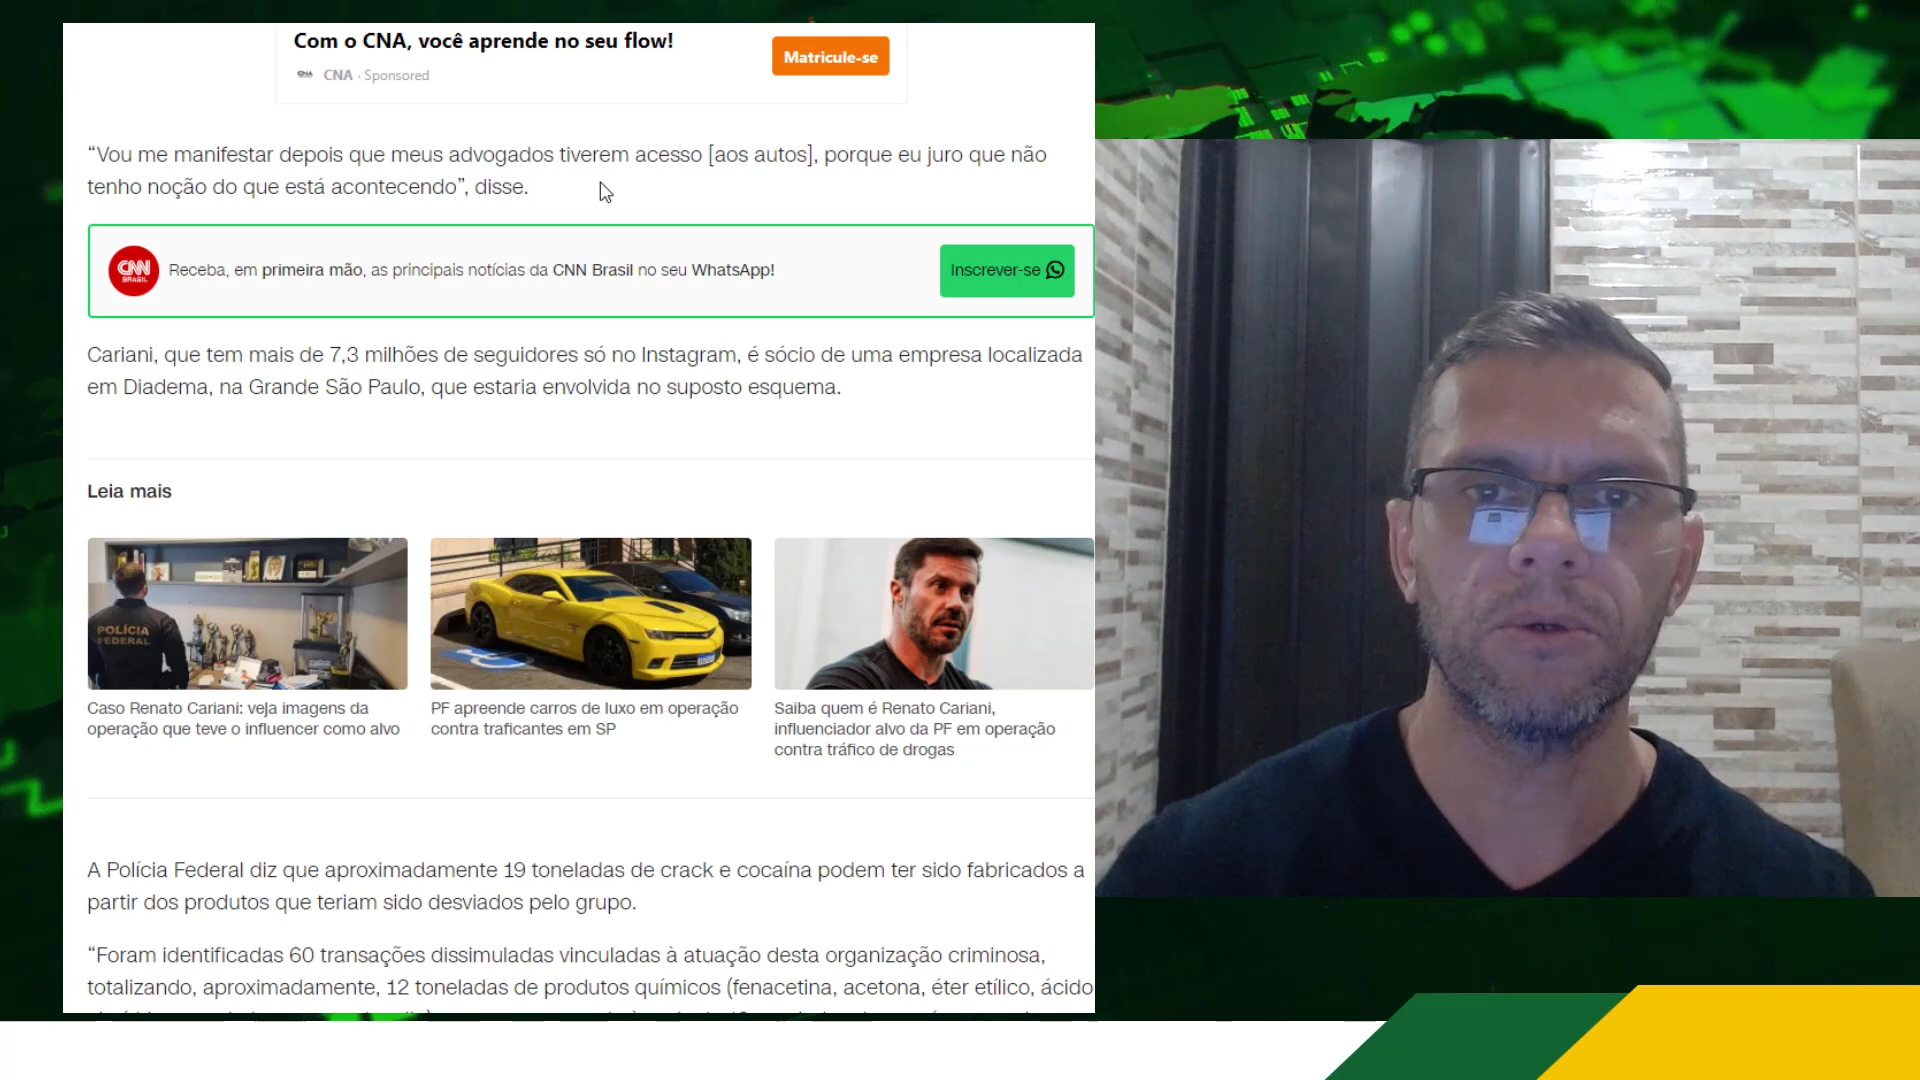 Com o CNA, você aprende no seu flow!
Matricule-se
CNA · Sponsored
“Vou me manifestar depois que meus advogados tiverem acesso [aos autos], porque eu juro que não
tenho noção do que está acontecendo”, disse.
CNN
BRASIL
Receba, em primeira mão, as principais notícias da CNN Brasil no seu WhatsApp!
Inscrever-se
Cariani, que tem mais de 7,3 milhões de seguidores só no Instagram, é sócio de uma empresa localizada
em Diadema, na Grande São Paulo, que estaria envolvida no suposto esquema.
Leia mais
POLÍCIA
FEDERAL
Caso Renato Cariani: veja imagens da
operação que teve o influencer como alvo
PF apreende carros de luxo em operação
contra traficantes em SP
Saiba quem é Renato Cariani,
influenciador alvo da PF em operação
contra tráfico de drogas
A Polícia Federal diz que aproximadamente 19 toneladas de crack e cocaína podem ter sido fabricados a
partir dos produtos que teriam sido desviados pelo grupo.
“Foram identificadas 60 transações dissimuladas vinculadas à atuação desta organização criminosa,
totalizando, aproximadamente, 12 toneladas de produtos químicos (fenacetina, acetona, éter etílico, ácido